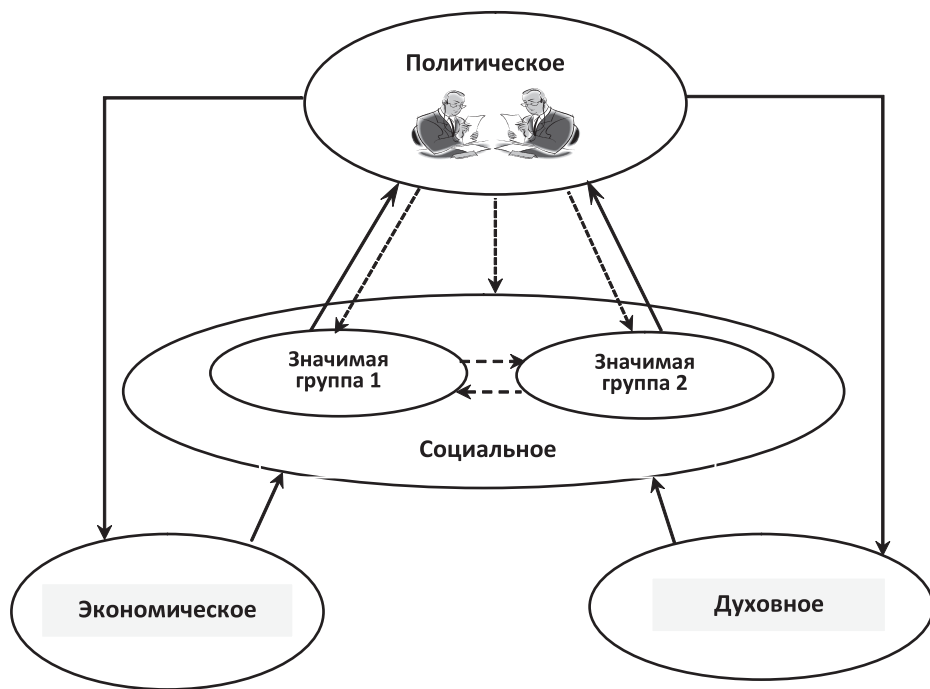 Политическое
Значимая
группа 1
Значимая
группа 2
Социальное
Экономическое
Духовное